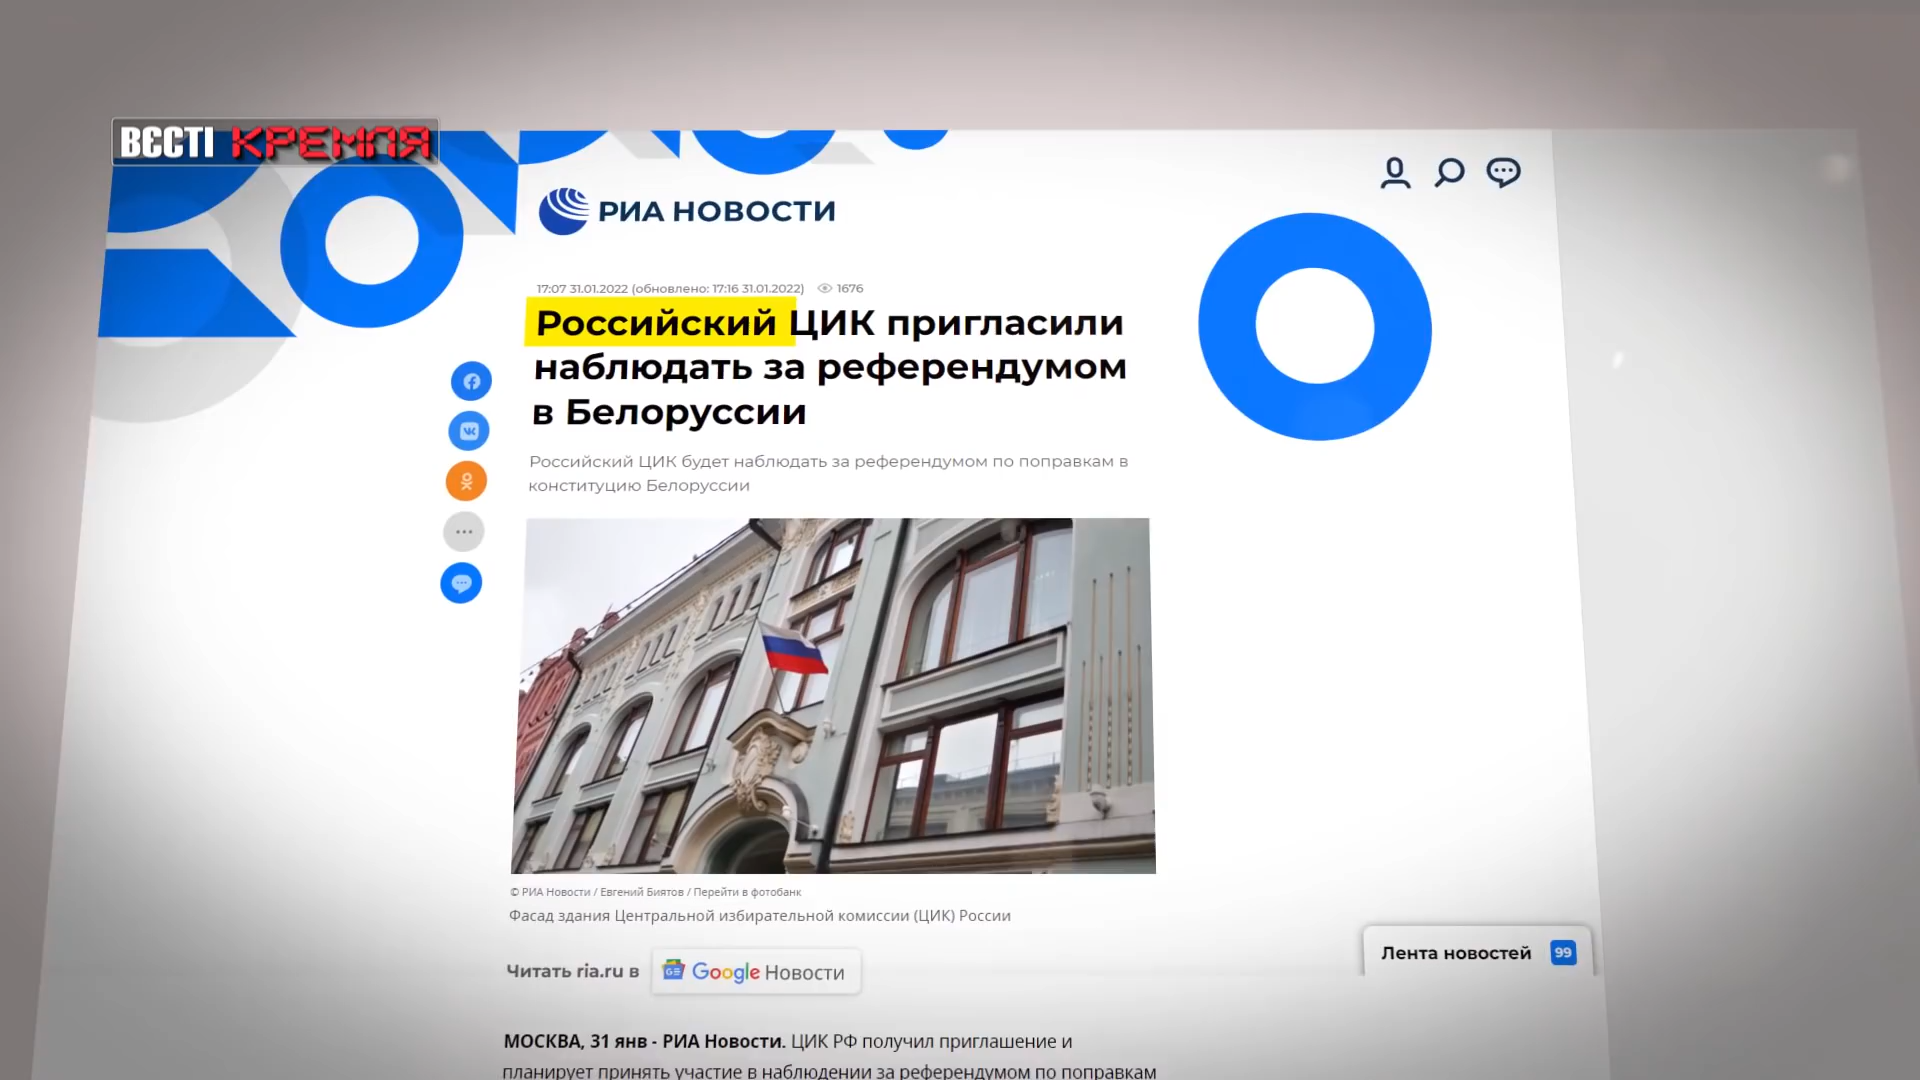 ВЄСТІ КРЕМЛЯ
РИА НОВОСТИ
17:07 31.01.2022 (обновлено: 17:16 31.01.2022) 1676
Российский ЦИК пригласили
наблюдать за референдумом
в Белоруссии
Российский ЦИК будет наблюдать за референдумом по поправкам в
конституцию Белоруссии
© РИА Новости / Евгений Биятов / Перейти в фотобанк
Фасад здания Центральной избирательной комиссии (ЦИК) России
Лента новостей 99
Читать ria.ru в GE Google Новости
МОСКВА, 31 янв - РИА Новости. ЦИК РФ получил приглашение и
планирует принять участие в наблюдении за референдумом по поправкам